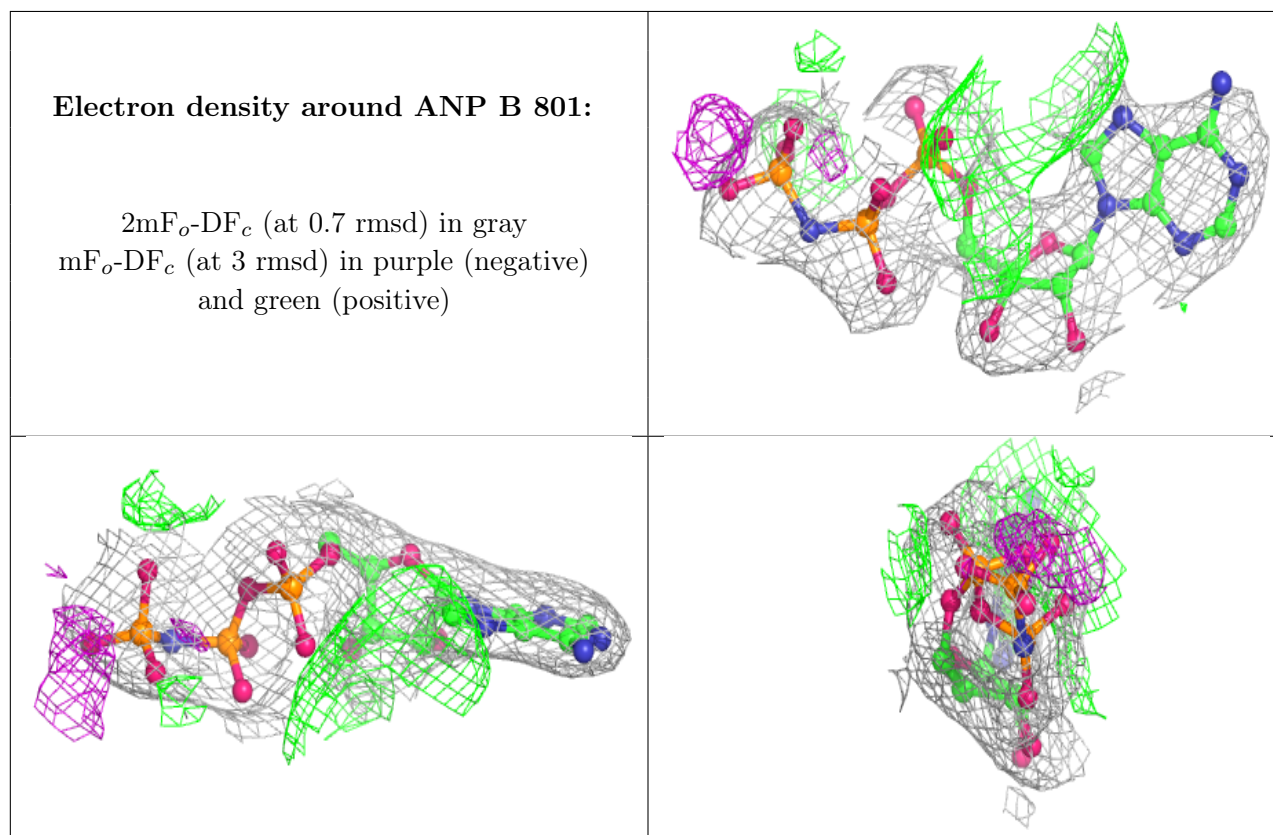 Electron density around ANP B 801:
2mFo-DFc (at 0.7 rmsd) in gray
mFo-DFc (at 3 rmsd) in purple (negative)
and green (positive)